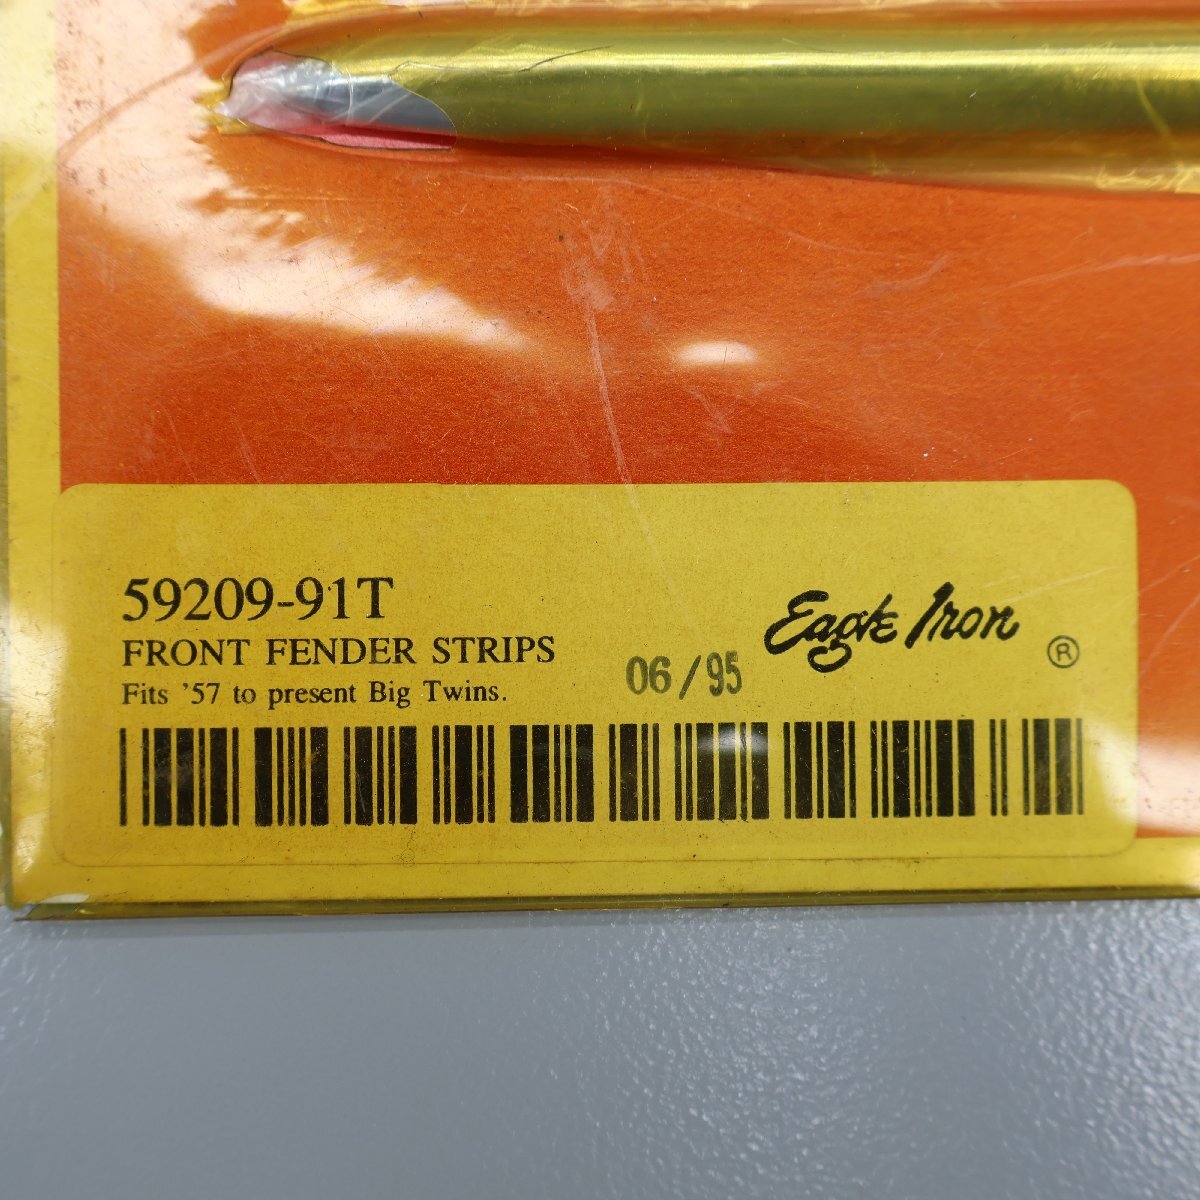 59209-91T
FRONT FENDER STRIPS
Fits '57 to present Big Twins.
06/95
Eagle Iron ®